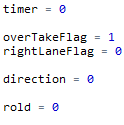 timer = 0
overTakeFlag = 1
rightLaneFlag = 0
direction = 0
rold = 0